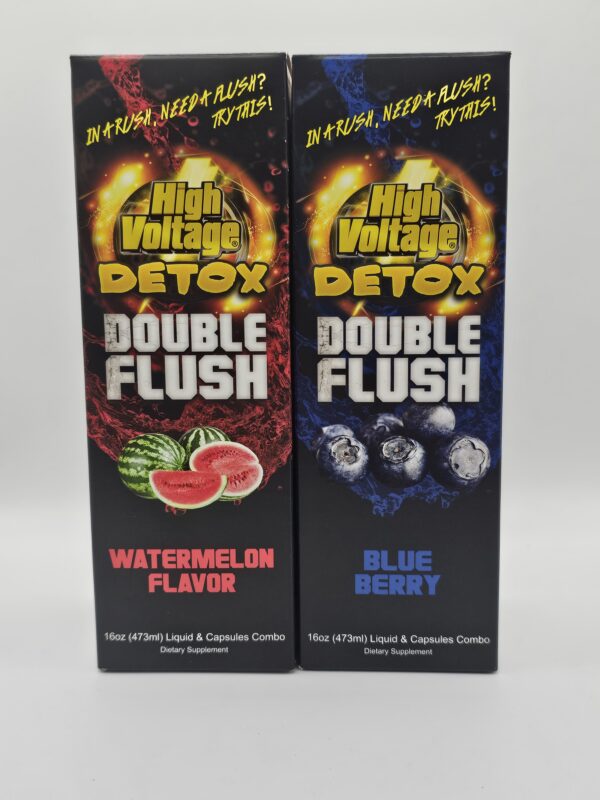 IN A RUSH, NEED A FLUSH?
TRY THIS!
High
Voltage®
DETOX
DOUBLE
FLUSH
WATERMELON
FLAVOR
16oz (473ml) Liquid & Capsules Combo
Dietary Supplement
IN A RUSH, NEED A FLUSH?
TRY THIS!
High
Voltage®
DETOX
DOUBLE
FLUSH
BLUE
BERRY
16oz (473ml) Liquid & Capsules Combo
Dietary Supplement